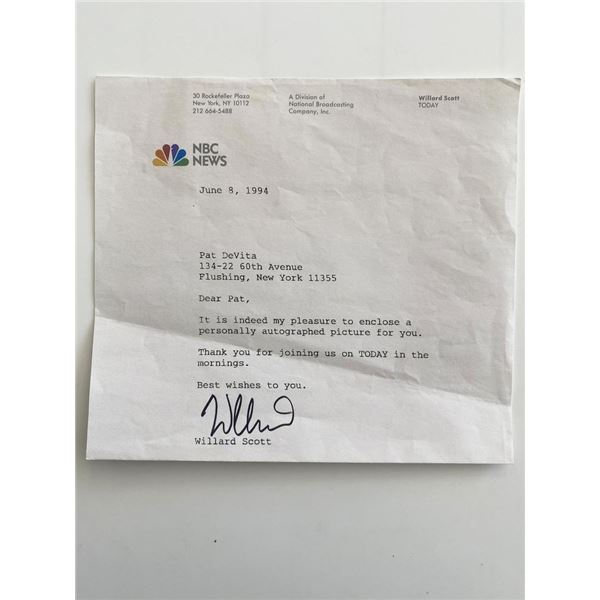 30 Rockefeller Plaza
New York, NY 10112
212 664-5488
A Division of
National Broadcasting
Company, Inc.
Willard Scott
TODAY
NBC
NEWS
June 8, 1994
Pat DeVita
134-22 60th Avenue
Flushing, New York 11355
Dear Pat,
It is indeed my pleasure to enclose a
personally autographed picture for you.
Thank you for joining us on TODAY in the
mornings.
Best wishes to you.
Willard
Willard Scott